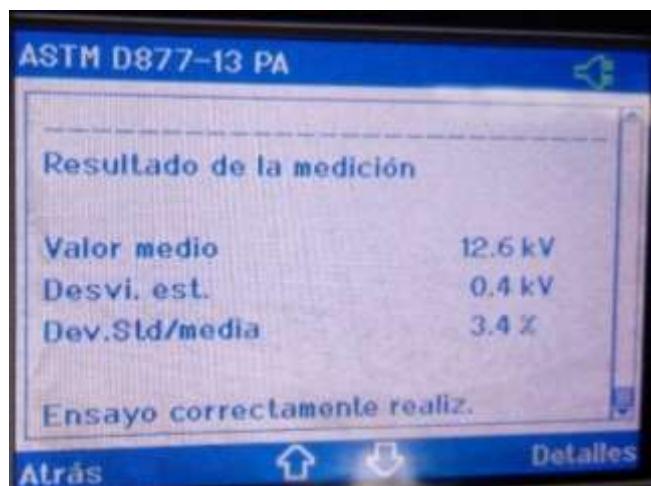 ASTM D877-13 PA
Resultado de la medición
Valor medio 12.6 kV
Desvi. est. 0.4 kV
Dev.Std/media 3.4 %
Ensayo correctamente realiz.
Atrás Detalles